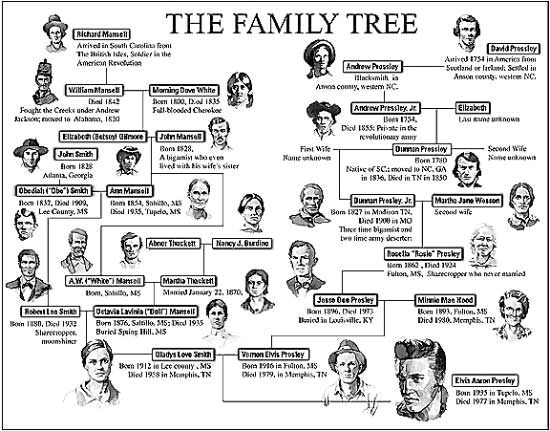 THE FAMILY TREE
Richard Mansell
Arrived in South Carolina from
The British Isles, Soldier in the
American Revolution
David Pressley
Arrived 1754 in America from
Scotland or Ireland; Settled in
Anson county, western NC.
Andrew Pressley
Blacksmith in
Anson county, western NC.
William Mansell
Died 1842
Fought the Creeks under Andrew
Jackson; moved to Alabama, 1820
Morning Dove White
Born 1800, Died 1835
Full-blooded Cherokee
Andrew Pressley, Jr.
Born 1754,
Died 1855; Private in the
revolutionary army
Elizabeth
Last name unknown
Elizabeth (Betsey) Gilmore
John Mansell
Born 1828,
A bigamist who even
lived with his wife's sister
First Wife
Name unknown
Dunnan Pressley
Born 1780
Native of SC.; moved to NC, GA
in 1836, Died in TN in 1850
Second Wife
Name unknown
John Smith
Born 1828
Atlanta, Georgia
Obediah ("Obe") Smith
Born 1837, Died 1909,
Lee County, MS
Ann Mansell
Born 1854, Saltillo, MS
Died 1935, Tupelo, MS
Dunnan Pressley, Jr.
Born 1827 in Madison TN,
Died 1900 in MO
Three time bigamist and
two time army deserter.
Martha Jane Wesson
Second wife
Abner Thackett
Nancy J. Burdine
Rosella "Rosie" Presley
Born 1862 , Died 1924
Fulton, MS, Sharecropper who never married
A.W. ("White") Mansell
Born, Saltillo, MS
Martha Thackett
Married January 22, 1870,
Robert Lee Smith
Born 1880, Died 1932
Sharecropper,
moonshiner
Octavia Lavinia ("Doll") Mansell
Born 1876, Saltillo, MS; Died 1935
Buried Spring Hill, MS
Jesse Dee Presley
Born 1896, Died 1973
Buried in Louisville, KY
Minnie Mae Hood
Born 1893, Fulton, MS
Died 1980, Memphis, TN
Gladys Love Smith
Born 1912 in Lee county , MS
Died 1958 in Memphis, TN
Vernon Elvis Presley
Born 1916 in Fulton, MS
Died 1979, in Memphis, TN
Elvis Aaron Presley
Born 1935 in Tupelo, MS
Died 1977 in Memphis, TN